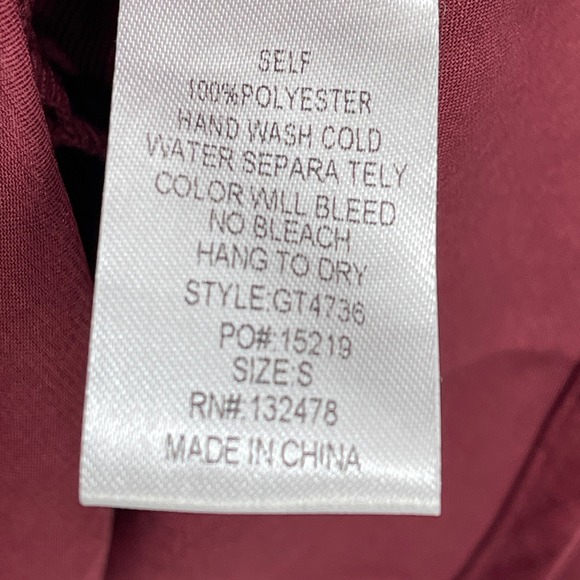 SELF
100%POLYESTER
HAND WASH COLD
WATER SEPARA TELY
COLOR WILL BLEED
NO BLEACH
HANG TO DRY
STYLE:GT4736
PO#:15219
SIZE:S
RN#:132478
MADE IN CHINA